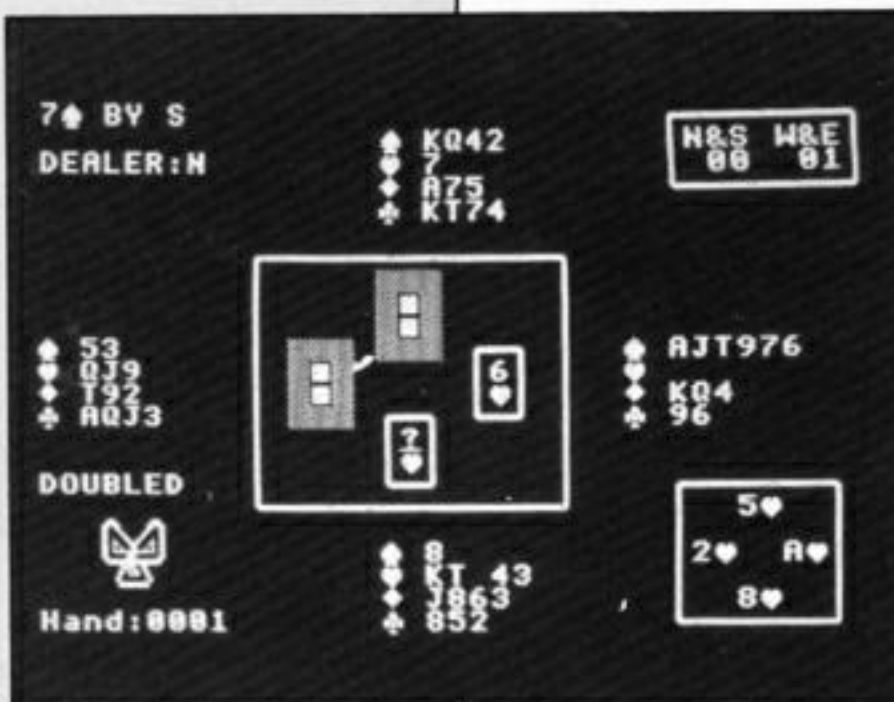 7♠ BY S
DEALER:N
♠ KQ42
♥ 7
♦ A75
♣ KT74
N&S W&E
00 01
♠ 53
♥ QJ9
♦ T92
♣ AQJ3
6
♥
?
♥
♠ AJT976
♥
♦ KQ4
♣ 96
DOUBLED
Hand:0001
♠ 8
♥ KT 43
♦ J863
♣ 852
5♥
2♥ A♥
8♥